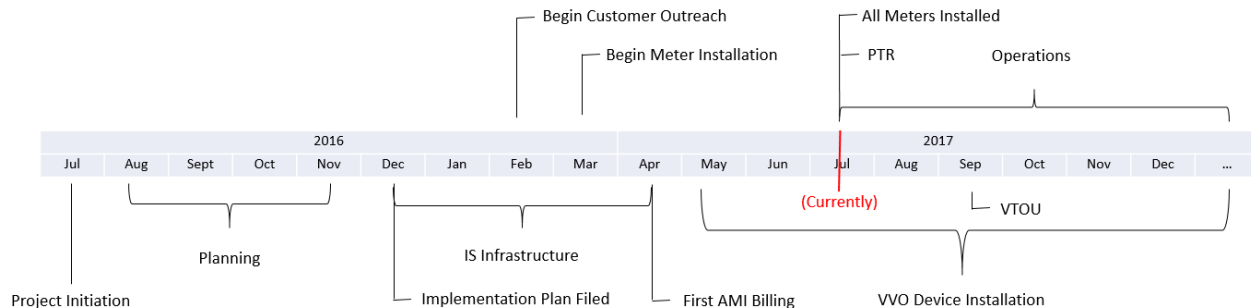 Begin Customer Outreach
All Meters Installed
Begin Meter Installation
PTR
Operations
2016
2017
Jul Aug Sept Oct Nov Dec Jan Feb Mar Apr May Jun Jul Aug Sep Oct Nov Dec ...
(Currently)
VTOU
Planning
IS Infrastructure
Project Initiation
Implementation Plan Filed
First AMI Billing
VVO Device Installation